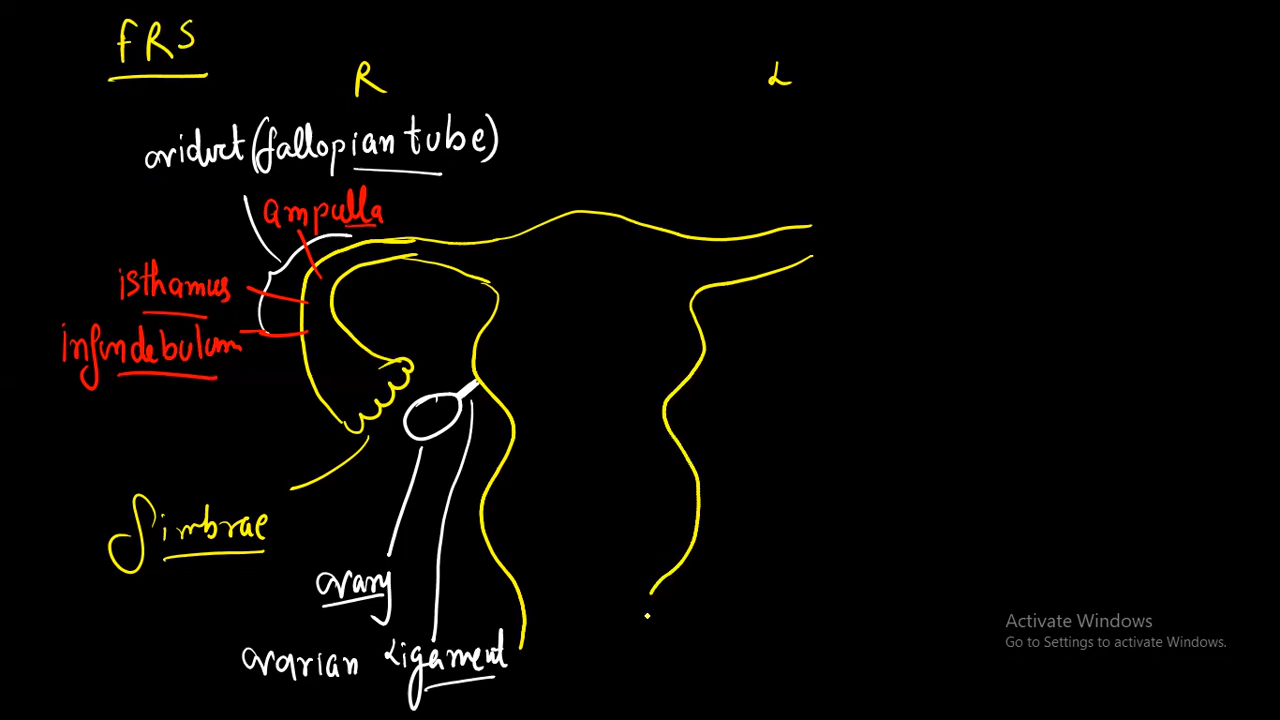 FRS
R
L
oviduct (fallopian tube)
ampulla
isthamus
infundebulum
fimbrae
ovary
ovarian Ligament
Activate Windows
Go to Settings to activate Windows.